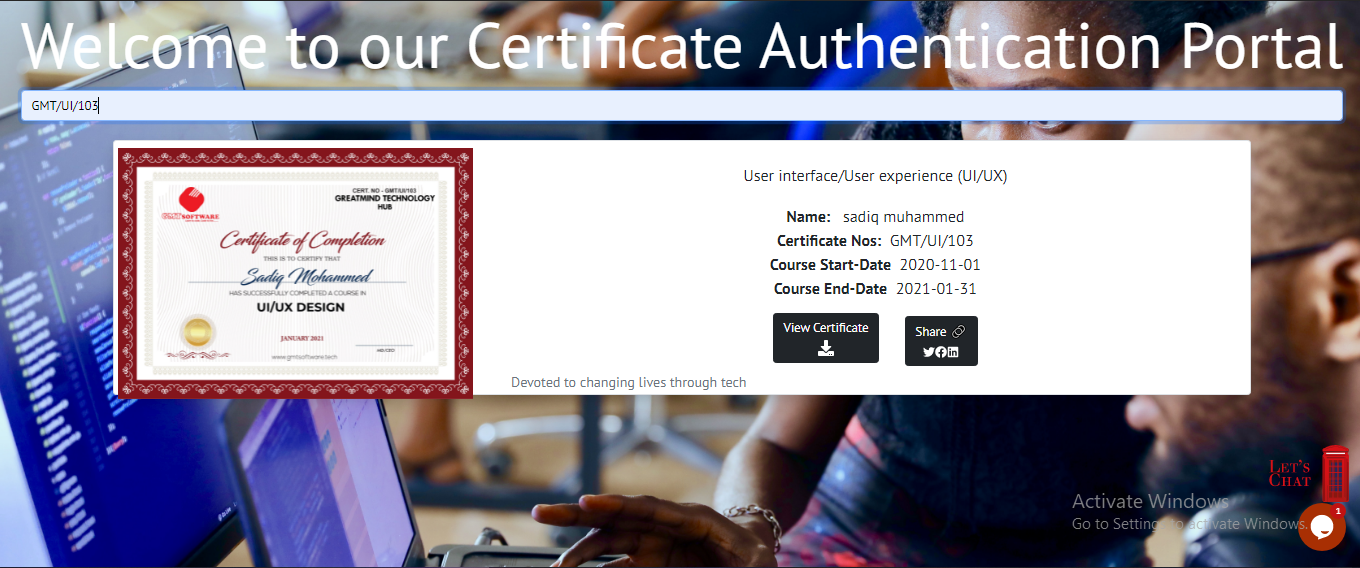 Welcome to our Certificate Authentication Portal
GMT/UI/103
CERT. NO - GMT/UI/103
GREATMIND TECHNOLOGY
HUB
SOFTWARE
Certificate of Completion
THIS IS TO CERTIFY THAT
Sadiq Mohammed
HAS SUCCESSFULLY COMPLETED A COURSE IN
UI/UX DESIGN
JANUARY 2021
MD/CEO
www.gmtsoftware.tech
User interface/User experience (UI/UX)
Name: sadiq muhammed
Certificate Nos: GMT/UI/103
Course Start-Date 2020-11-01
Course End-Date 2021-01-31
View Certificate
Share
Devoted to changing lives through tech
LET'S
CHAT
1
Activate Windows
Go to Settings to activate Windows.